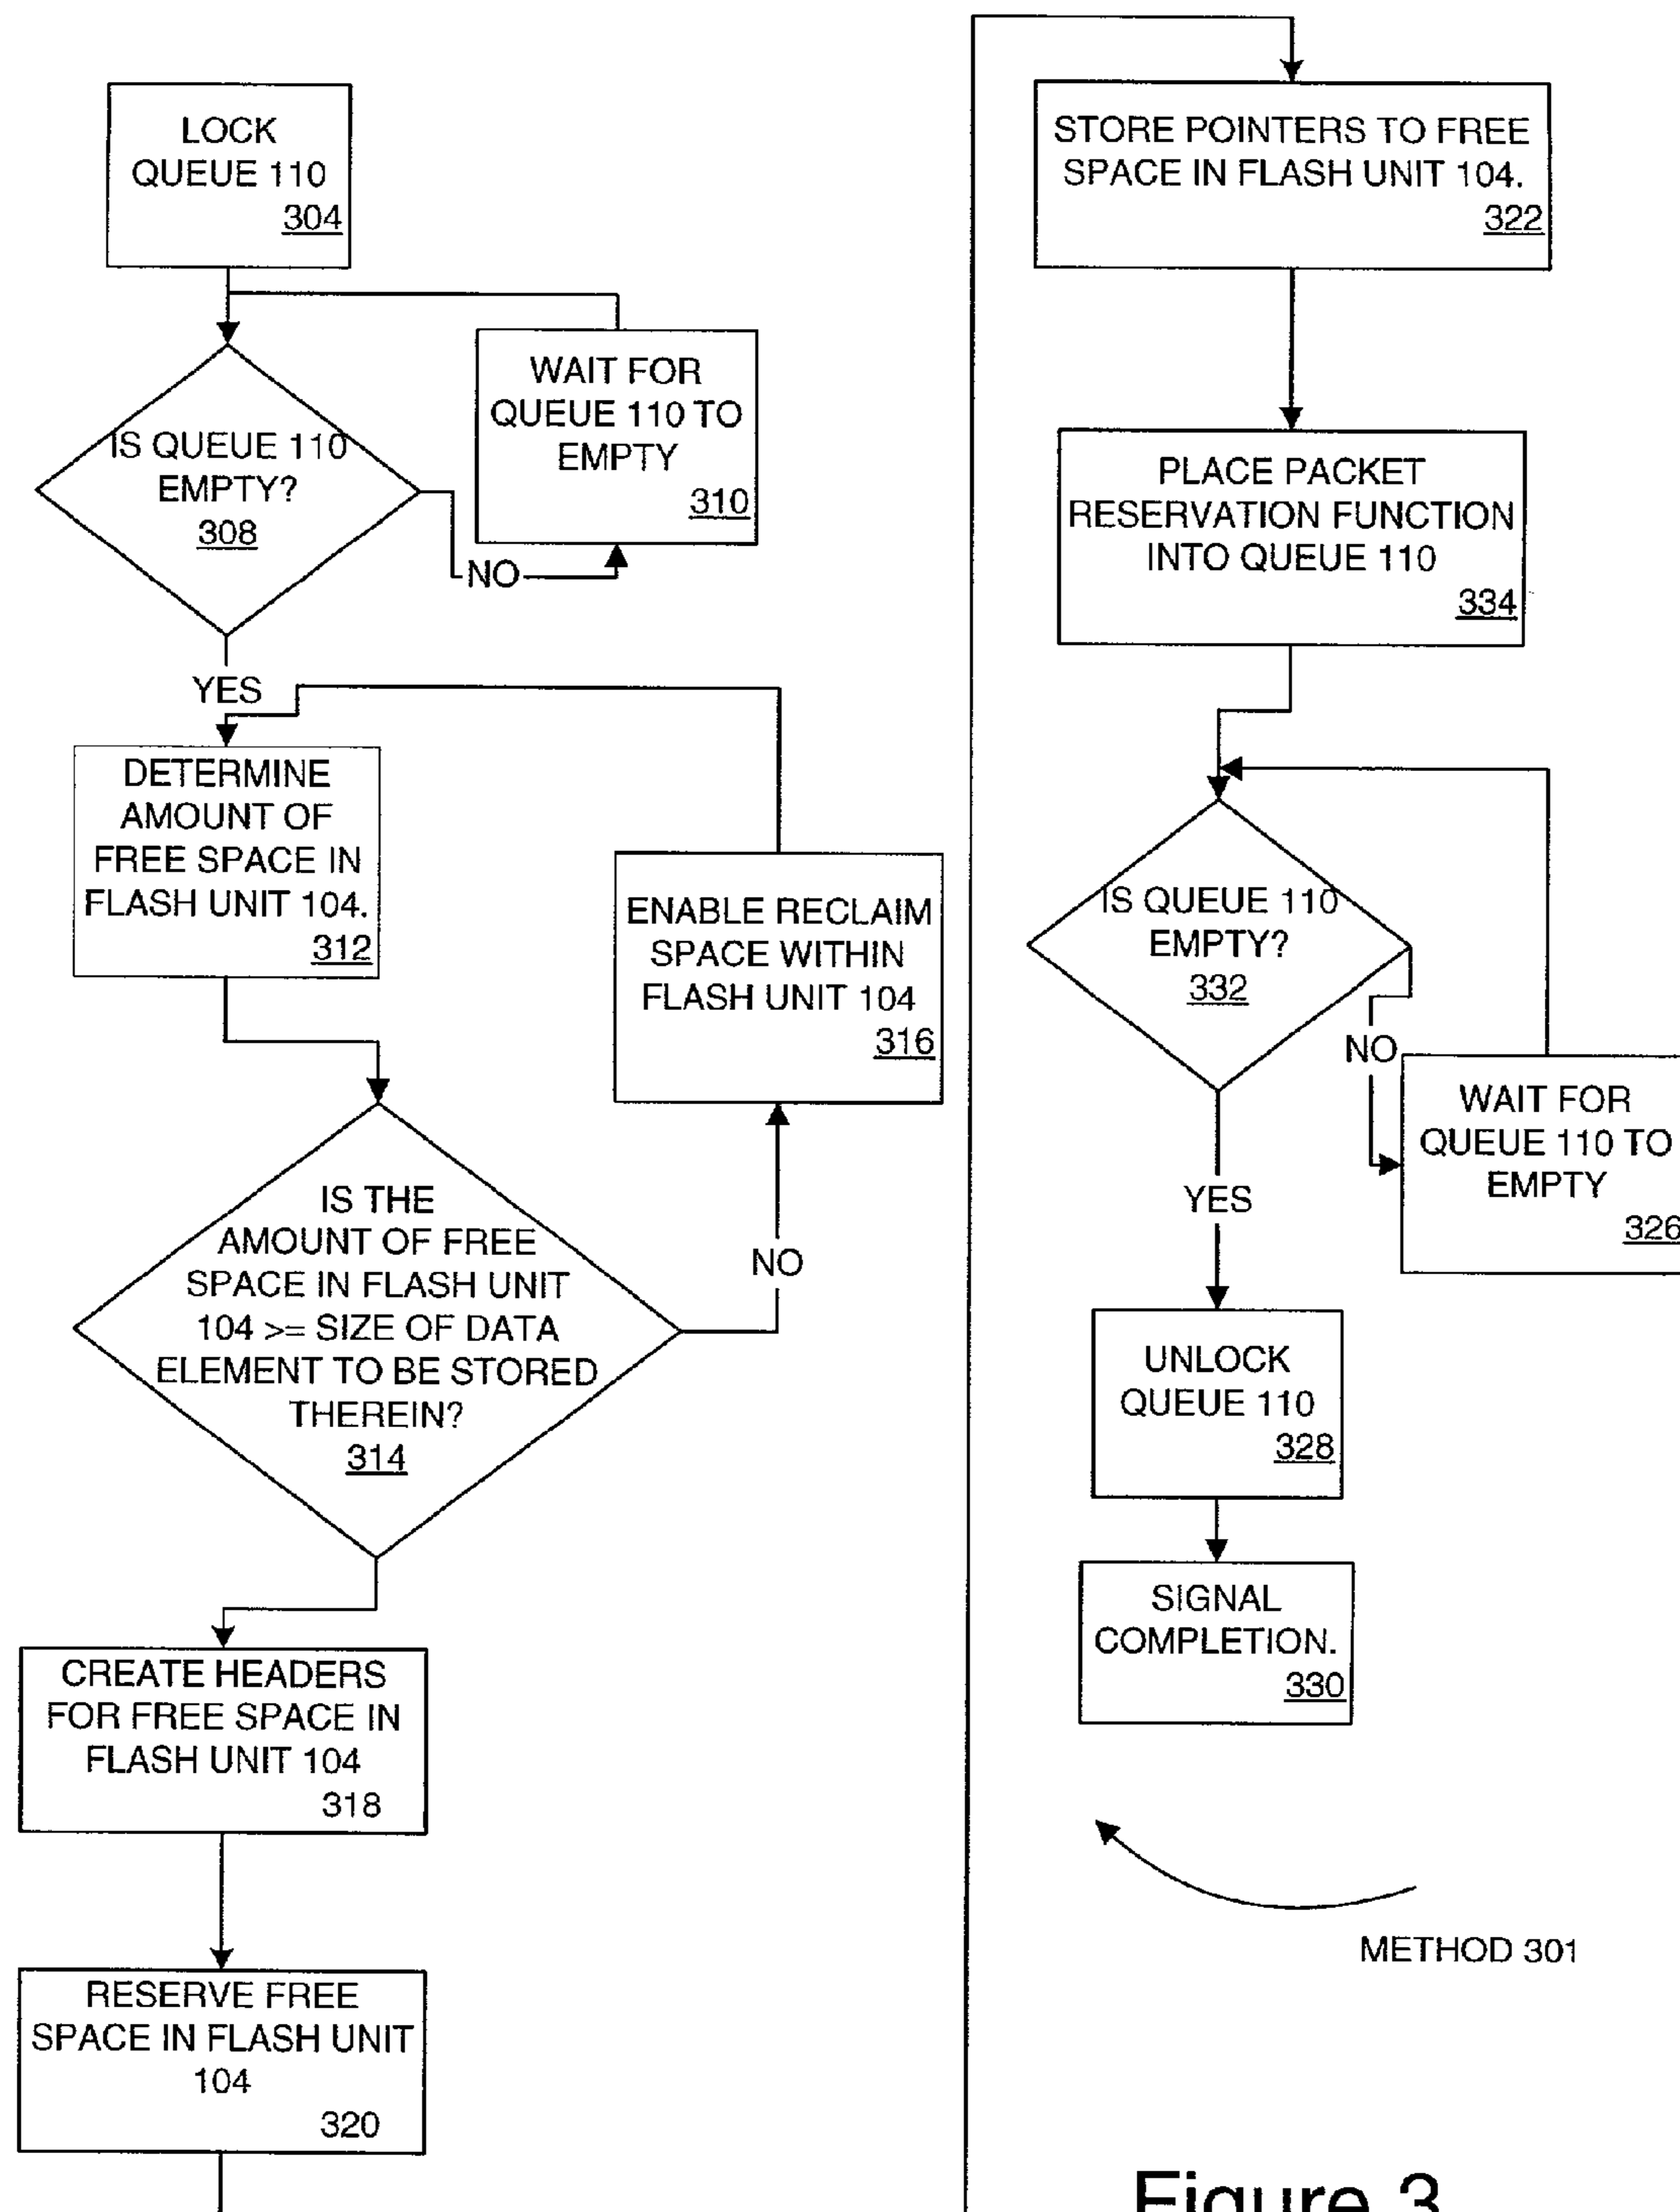 LOCK
QUEUE 110
304
IS QUEUE 110
EMPTY?
308
WAIT FOR
QUEUE 110 TO
EMPTY
310
NO
YES
DETERMINE
AMOUNT OF
FREE SPACE IN
FLASH UNIT 104.
312
ENABLE RECLAIM
SPACE WITHIN
FLASH UNIT 104
316
IS THE
AMOUNT OF FREE
SPACE IN FLASH UNIT
104 >= SIZE OF DATA
ELEMENT TO BE STORED
THEREIN?
314
NO
CREATE HEADERS
FOR FREE SPACE IN
FLASH UNIT 104
318
RESERVE FREE
SPACE IN FLASH UNIT
104
320
STORE POINTERS TO FREE
SPACE IN FLASH UNIT 104.
322
PLACE PACKET
RESERVATION FUNCTION
INTO QUEUE 110
334
IS QUEUE 110
EMPTY?
332
NO
WAIT FOR
QUEUE 110 TO
EMPTY
326
YES
UNLOCK
QUEUE 110
328
SIGNAL
COMPLETION.
330
METHOD 301
Figure 3